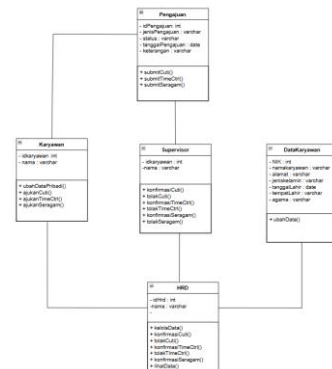 Pengajuan
- idPengajuan: int
- jenisPengajuan : varchar
- status : varchar
- tanggalPengajuan : date
- keterangan : varchar
+ submitCuti()
+ submitTimeCtrl()
+ submitSeragam()
Karyawan
- idkaryawan :int
- nama : varchar
+ ubahDataPribadi()
+ ajukanCuti()
+ ajukanTimeCtrl()
+ ajukanSeragam()
Supervisor
- idkaryawan : int
-nama : varchar
+ konfirmasiCuti()
+ tolakCuti()
+ konfirmasiTimeCtrl()
+ tolakTimeCtrl()
+ konfirmasiSeragam()
+ tolakSeragam()
DataKaryawan
- NIK : int
- namakaryawan : varchar
- alamat : varchar
- jeniskelamin : varchar
- tanggalLahir : date
- tempatLahir : varchar
- agama : varchar
+ubahData()
HRD
- idHrd : int
-nama : varchar
-
+ kelolaData()
+ konfirmasiCuti()
+ tolakCuti()
+ konfirmasiTimeCtrl()
+ tolakTimeCtrl()
+ konfirmasiSeragam()
+ lihatData()